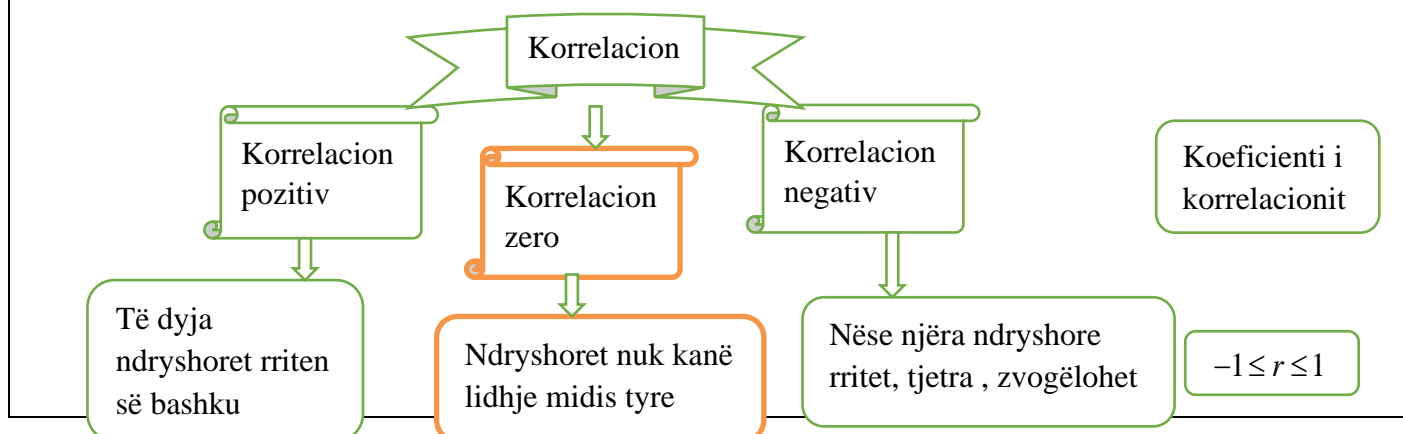 Korrelacion
Korrelacion
pozitiv
Korrelacion
zero
Korrelacion
negativ
Koeficienti i
korrelacionit
Të dyja
ndryshoret rriten
së bashku
Ndryshoret nuk kanë
lidhje midis tyre
Nëse njëra ndryshore
rritet, tjetra , zvogëlohet
−1 ≤ r ≤ 1